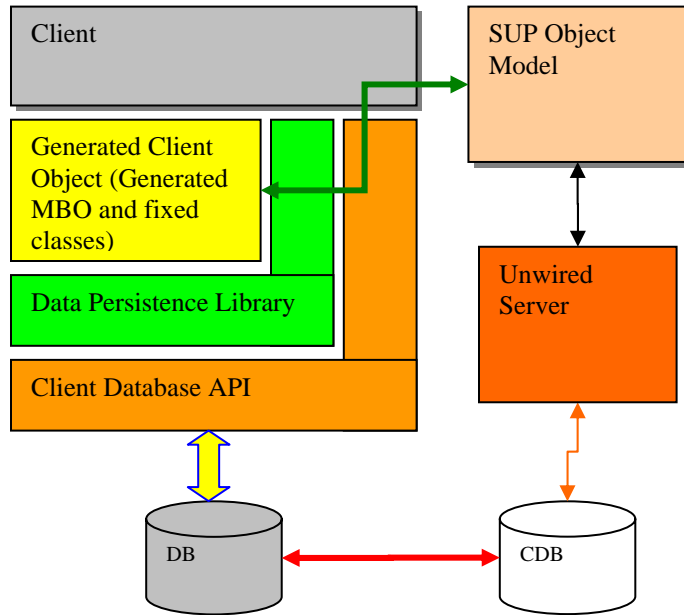 Client
SUP Object
Model
Generated Client
Object (Generated
MBO and fixed
classes)
Data Persistence Library
Unwired
Server
Client Database API
DB
CDB